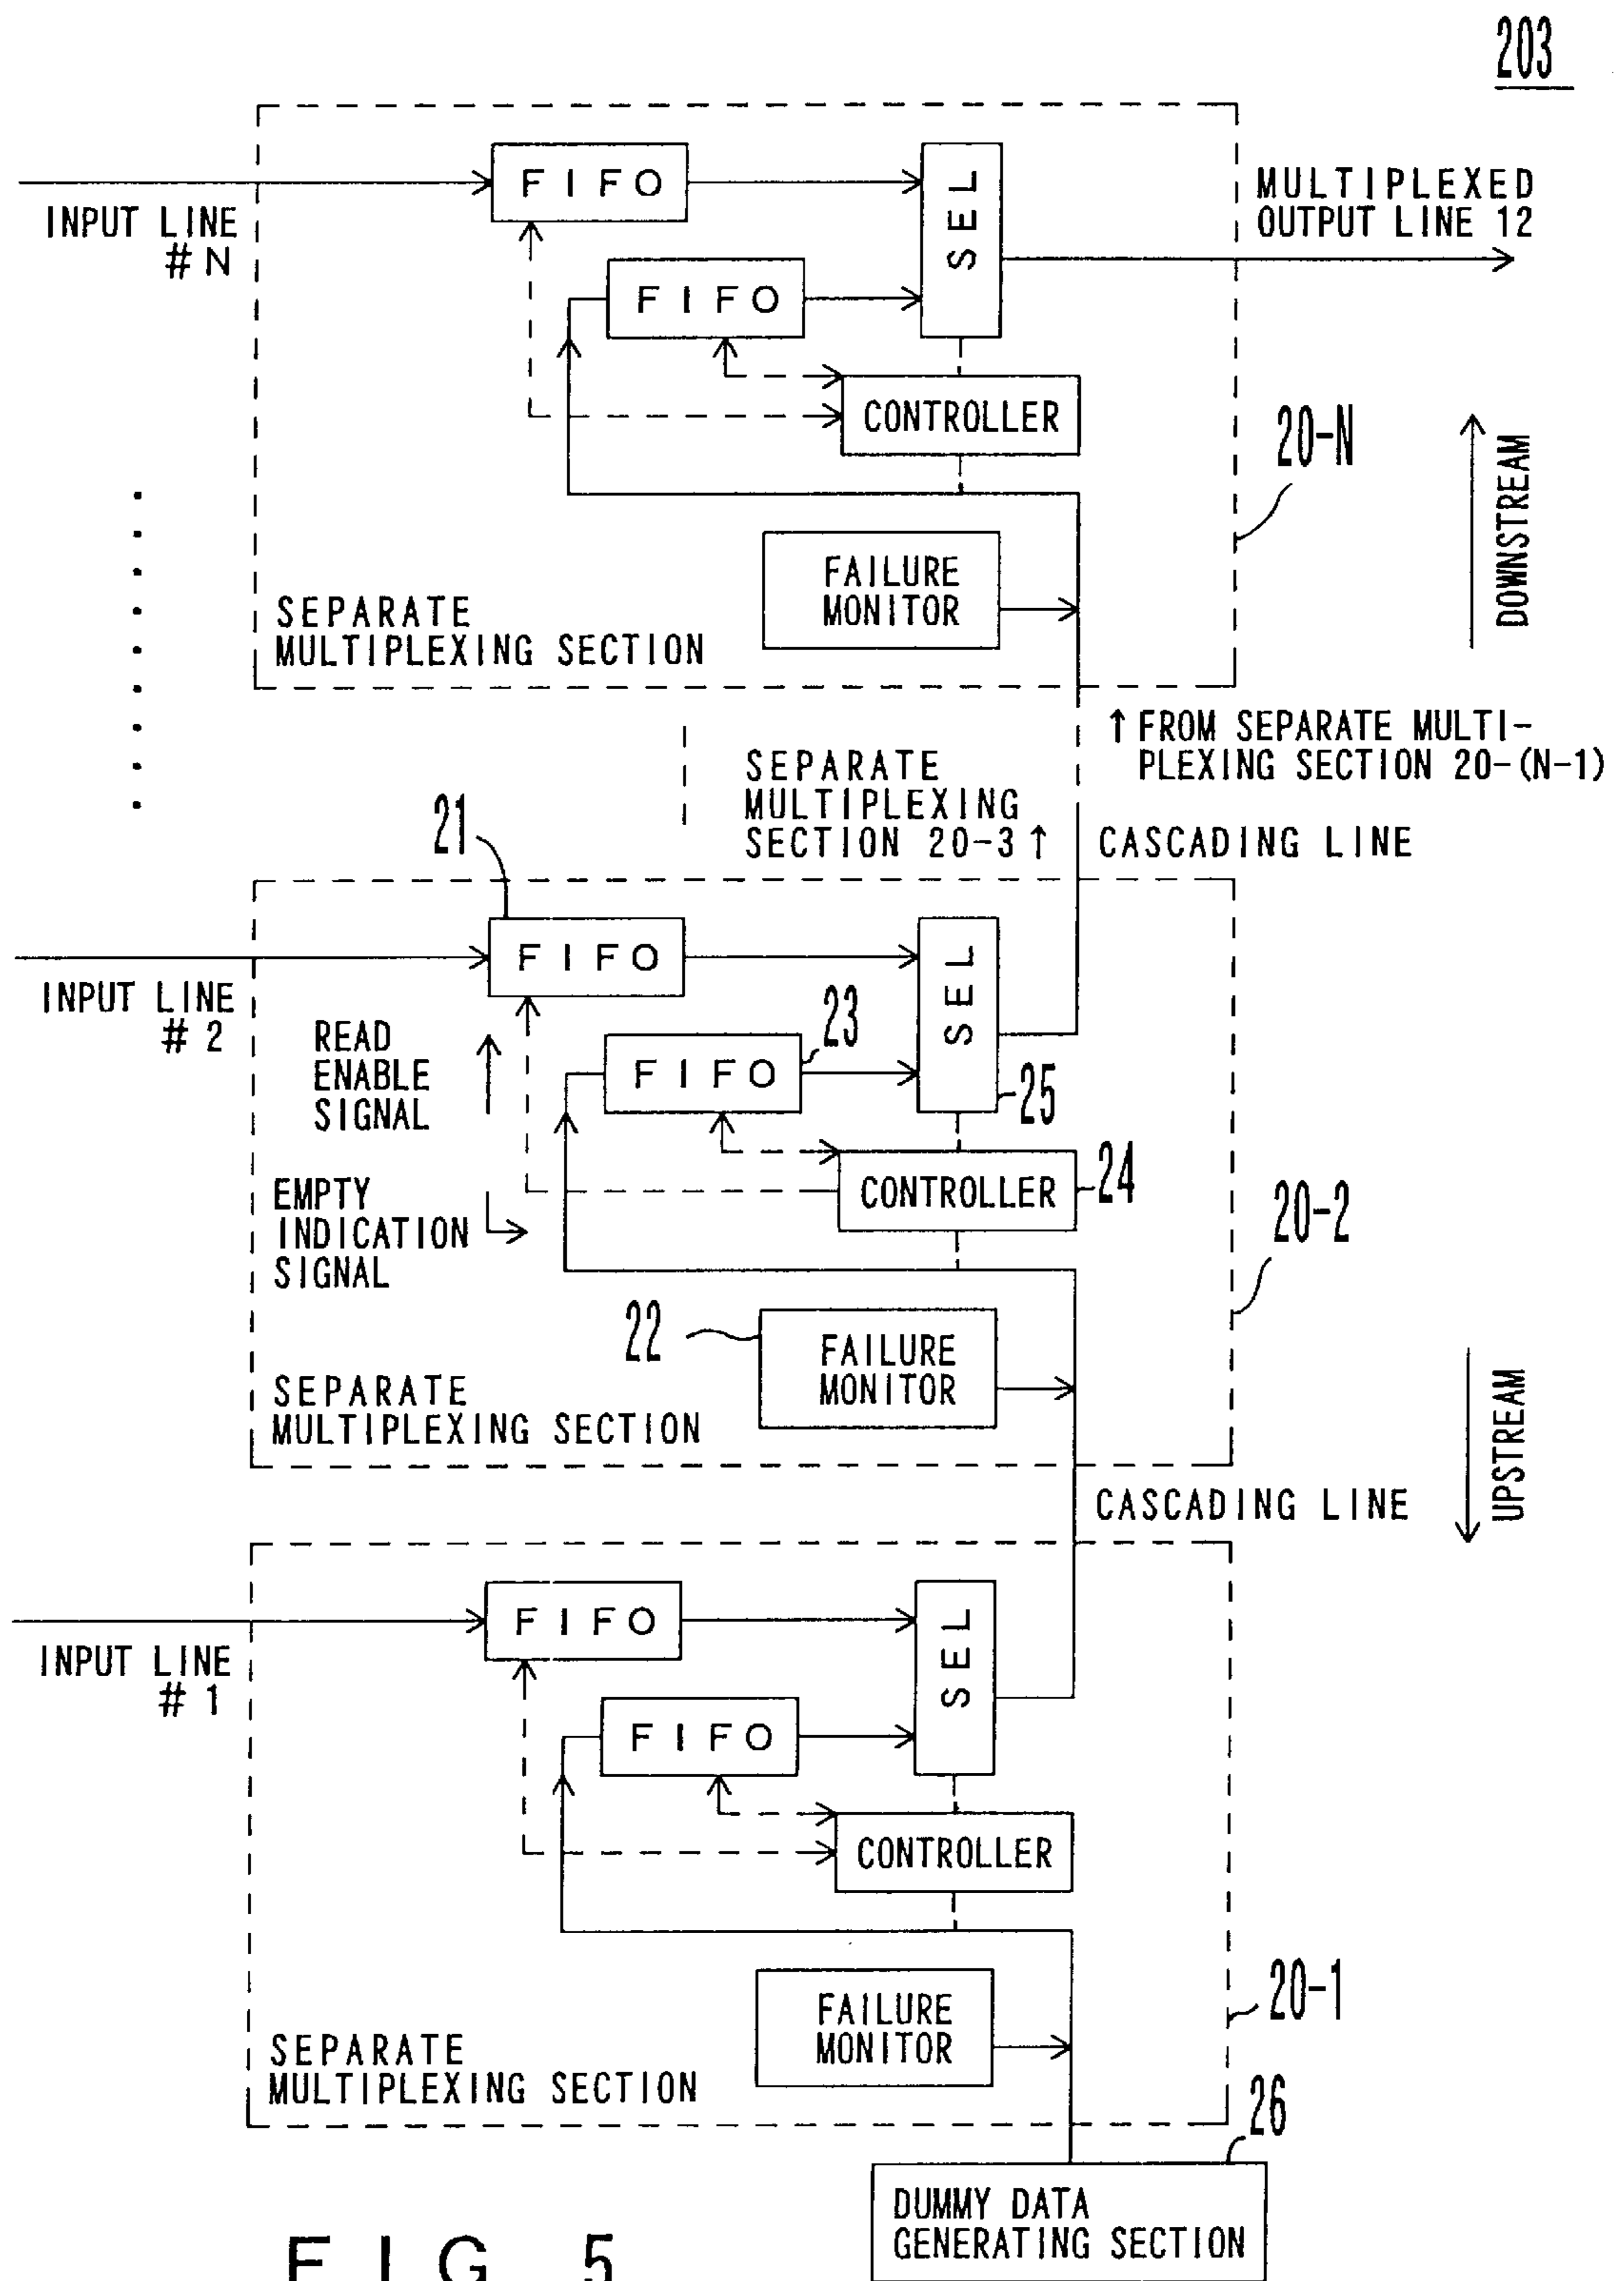 203
FIFO
SEL
MULTIPLEXED
OUTPUT LINE 12
INPUT LINE
#N
FIFO
CONTROLLER
20-N
DOWNSTREAM
FAILURE
MONITOR
SEPARATE
MULTIPLEXING SECTION
↑ FROM SEPARATE MULTI-
PLEXING SECTION 20-(N-1)
SEPARATE
MULTIPLEXING
SECTION 20-3 ↑
CASCADING LINE
21
FIFO
SEL
INPUT LINE
#2
READ
ENABLE
SIGNAL
23
FIFO
25
CONTROLLER
24
EMPTY
INDICATION
SIGNAL
20-2
22
FAILURE
MONITOR
SEPARATE
MULTIPLEXING SECTION
UPSTREAM
CASCADING LINE
FIFO
SEL
INPUT LINE
#1
FIFO
CONTROLLER
20-1
FAILURE
MONITOR
SEPARATE
MULTIPLEXING SECTION
26
DUMMY DATA
GENERATING SECTION
FIG 5